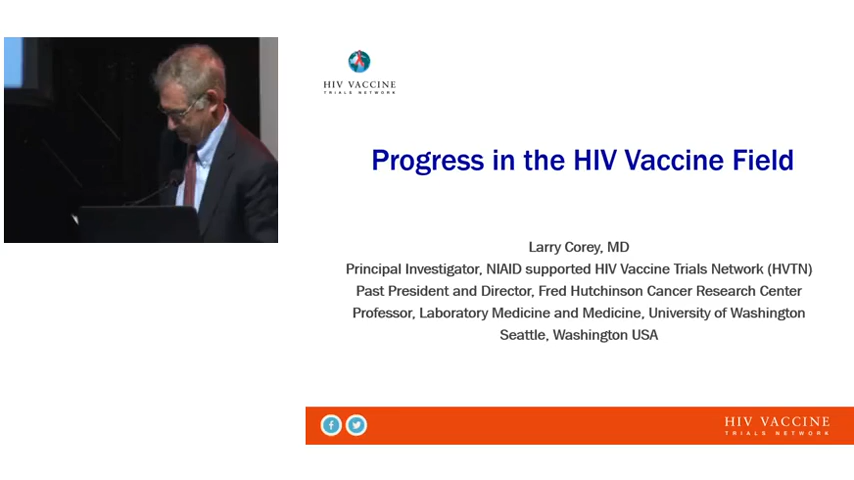 HIV VACCINE
TRIALS NETWORK
Progress in the HIV Vaccine Field
Larry Corey, MD
Principal Investigator, NIAID supported HIV Vaccine Trials Network (HVTN)
Past President and Director, Fred Hutchinson Cancer Research Center
Professor, Laboratory Medicine and Medicine, University of Washington
Seattle, Washington USA
HIV VACCINE
TRIALS NETWORK